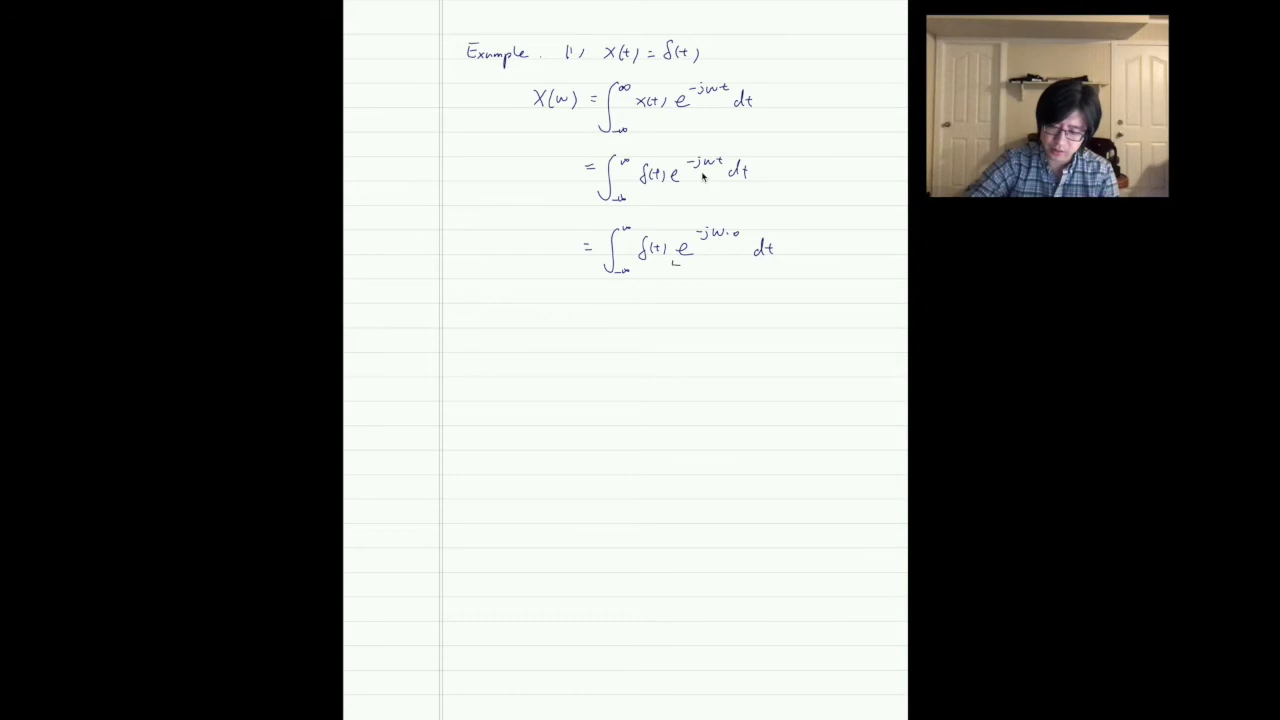 Example. (1) x(t) = δ(t)
X(w) = ∫_{-∞}^{∞} x(t) e^{-jwt} dt
= ∫_{-∞}^{∞} δ(t) e^{-jwt} dt
= ∫_{-∞}^{∞} δ(t) e^{-jw·0} dt